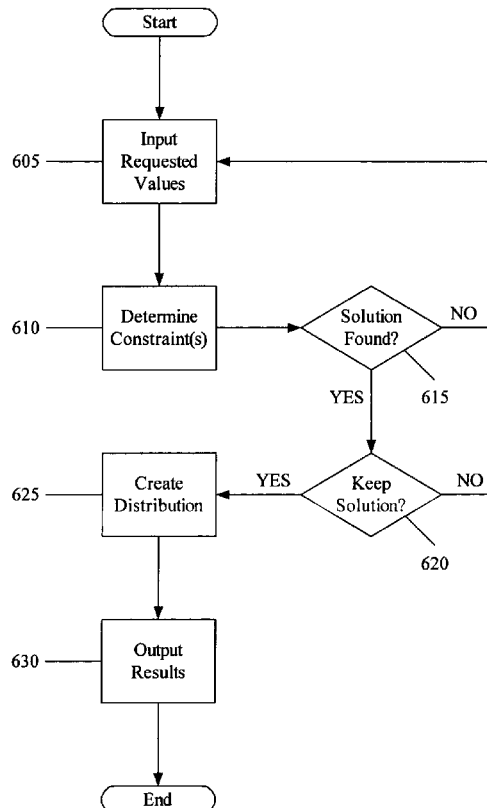 Start
605
Input
Requested
Values
610
Determine
Constraint(s)
Solution
Found?
NO
615
YES
625
Create
Distribution
YES
Keep
Solution?
NO
620
630
Output
Results
End